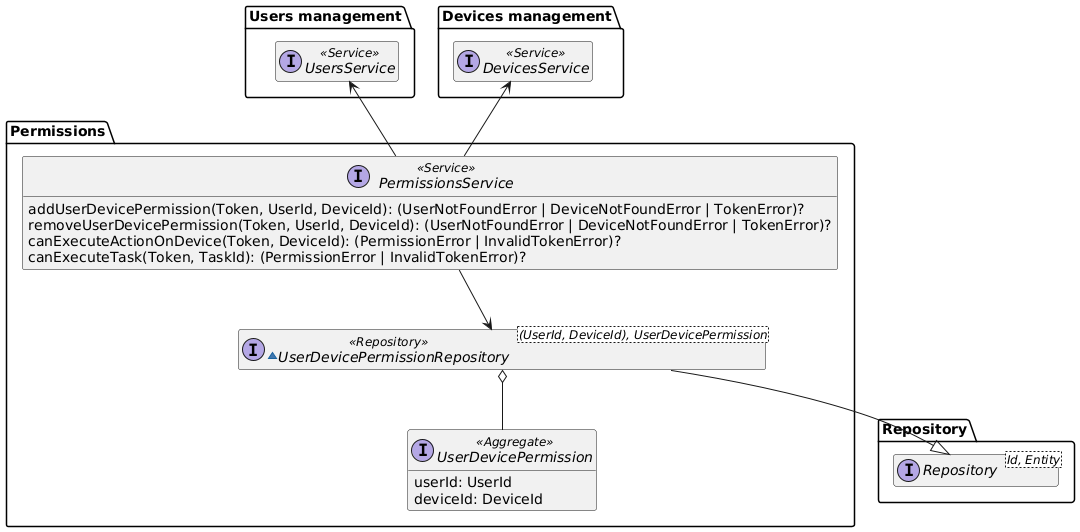 Users management
Devices management
I
«Service»
UsersService
I
«Service»
DevicesService
Permissions
I
«Service»
PermissionsService
addUserDevicePermission(Token, UserId, DeviceId): (UserNotFoundError | DeviceNotFoundError | TokenError)?
removeUserDevicePermission(Token, UserId, DeviceId): (UserNotFoundError | DeviceNotFoundError | TokenError)?
canExecuteActionOnDevice(Token, DeviceId): (PermissionError | InvalidTokenError)?
canExecuteTask(Token, TaskId): (PermissionError | InvalidTokenError)?
I
«Repository»
UserDevicePermissionRepository
(UserId, DeviceId), UserDevicePermission
I
«Aggregate»
UserDevicePermission
userId: UserId
deviceId: DeviceId
Repository
I
Repository
Id, Entity